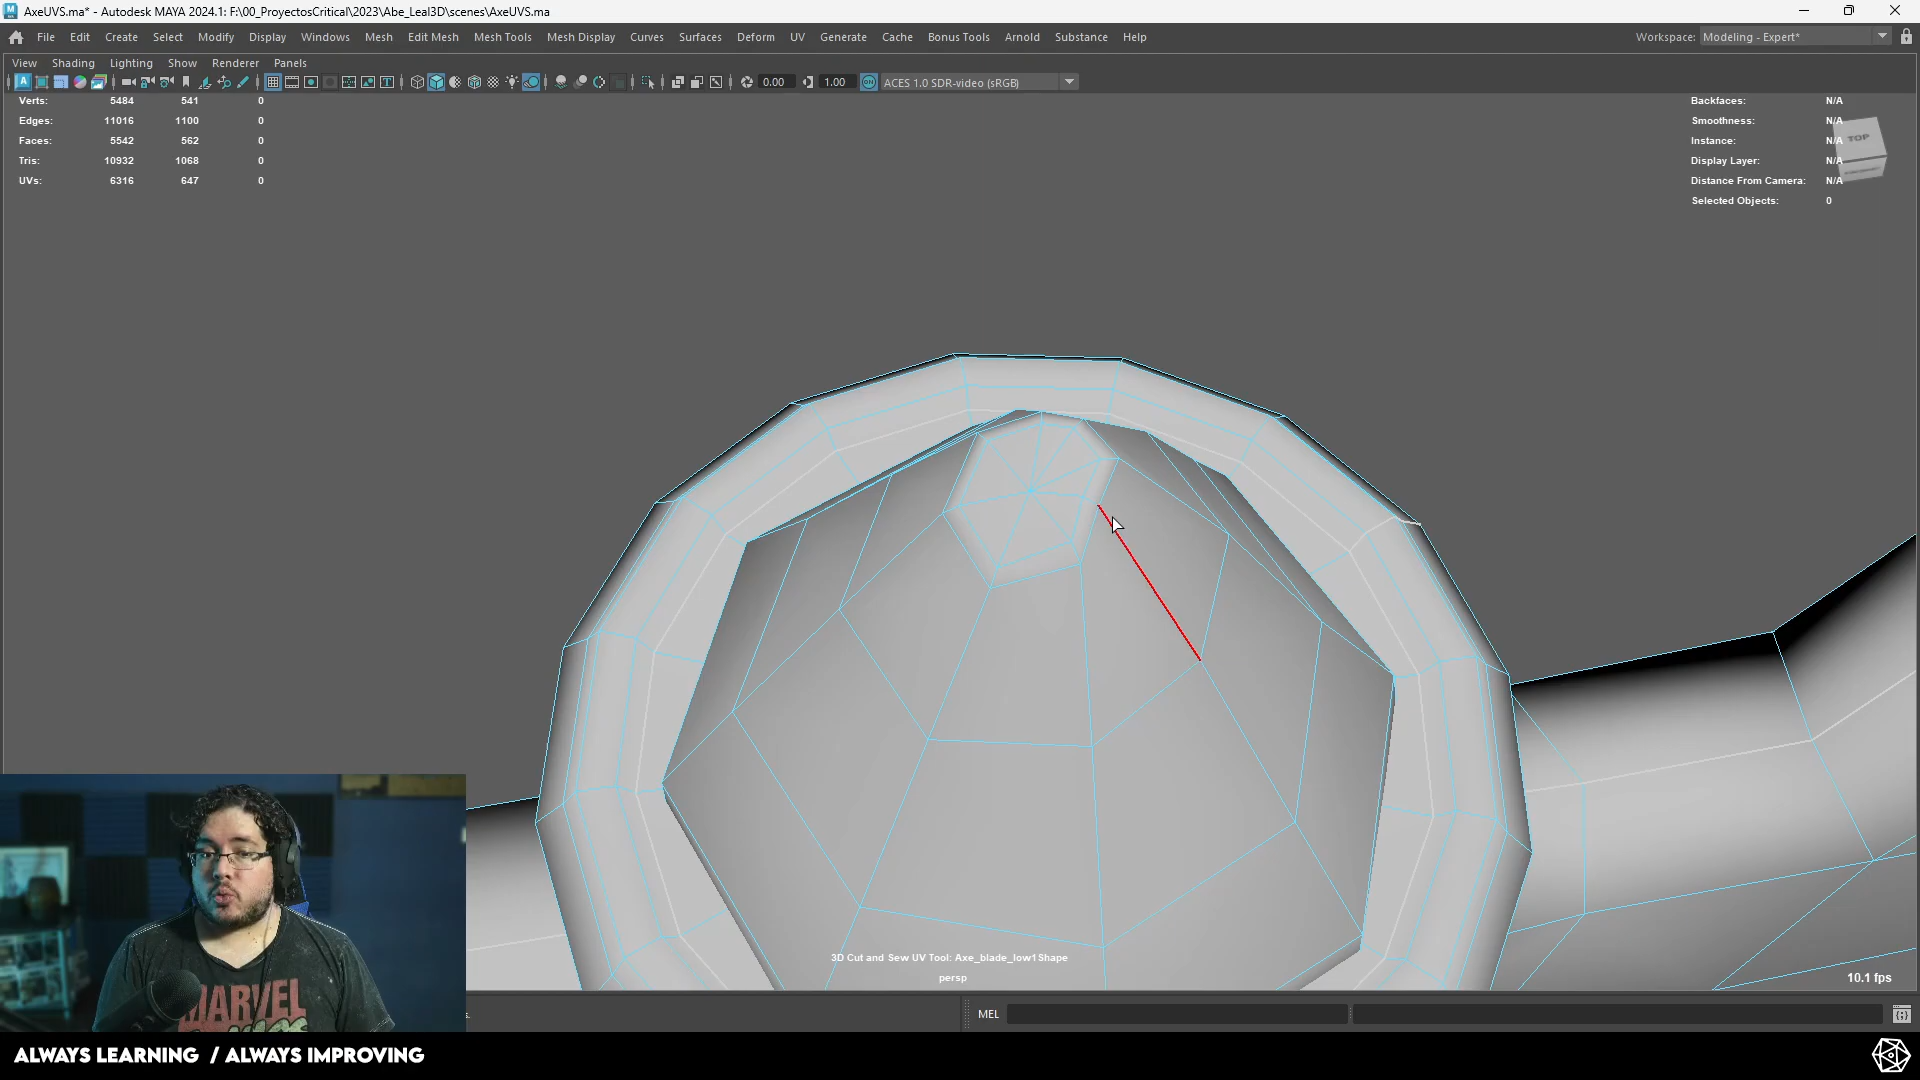 AxeUVS.ma* - Autodesk MAYA 2024.1: F:\00_ProyectosCritical\2023\Abe_Leal3D\scenes\AxeUVS.ma
File Edit Create Select Modify Display Windows Mesh Edit Mesh Mesh Tools Mesh Display Curves Surfaces Deform UV Generate Cache Bonus Tools Arnold Substance Help Workspace: Modeling - Expert*
View Shading Lighting Show Renderer Panels
0.00 1.00 ON ACES 1.0 SDR-video (sRGB)
Verts: 5484 541 0
Edges: 11016 1100 0
Faces: 5542 562 0
Tris: 10932 1068 0
UVs: 6316 647 0
Backfaces: N/A
Smoothness: N/A
Instance: N/A
Display Layer: N/A
Distance From Camera: N/A
Selected Objects: 0
TOP
3D Cut and Sew UV Tool: Axe_blade_low1Shape
persp
10.1 fps
MARVEL
MEL
ALWAYS LEARNING / ALWAYS IMPROVING